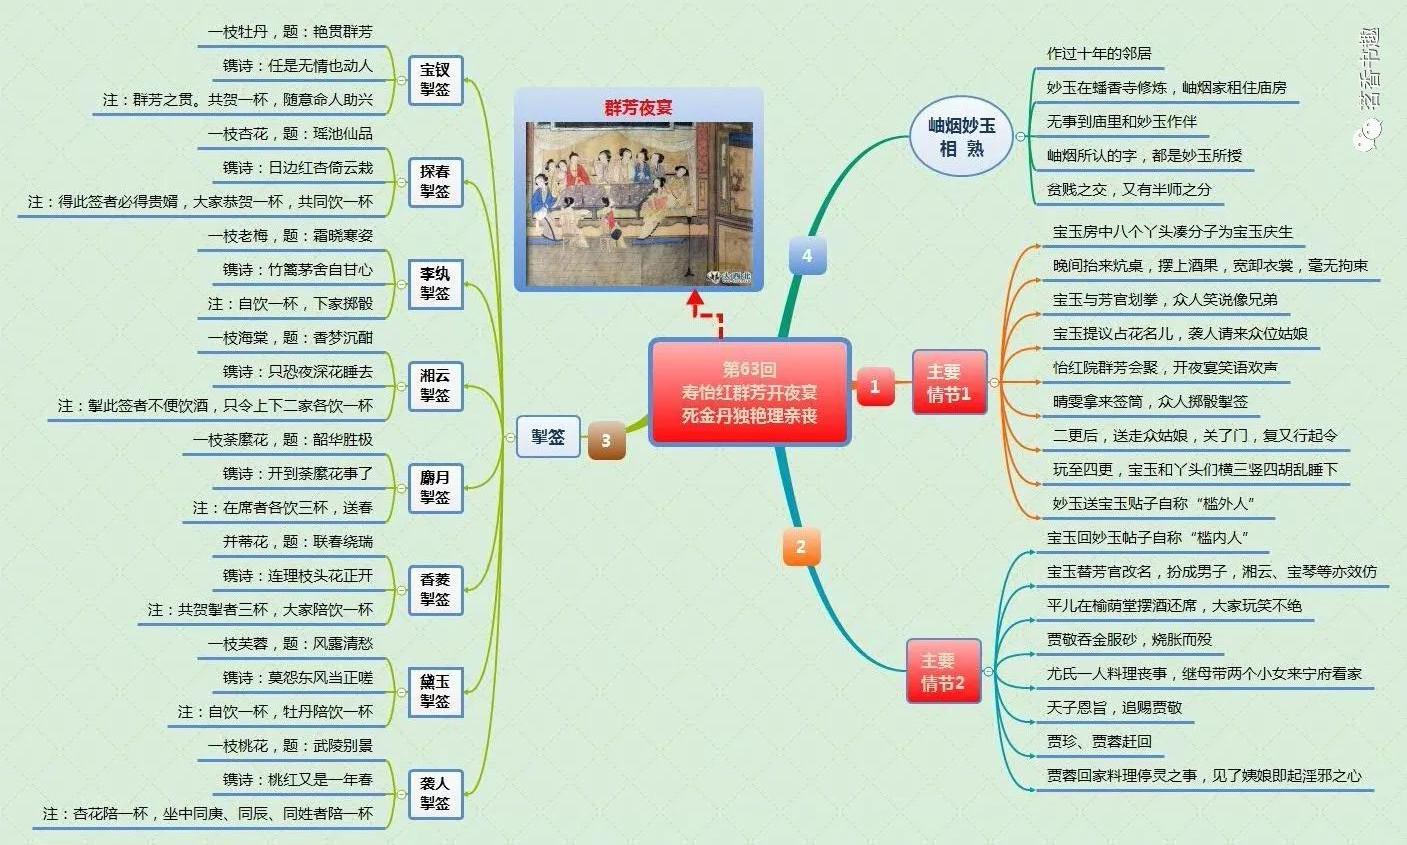 第63回
寿怡红群芳开夜宴
死金丹独艳理亲丧
群芳夜宴
1
主要
情节1
宝玉房中八个丫头凑分子为宝玉庆生
晚间抬来炕桌，摆上酒果，宽卸衣裳，毫无拘束
宝玉与芳官划拳，众人笑说像兄弟
宝玉提议占花名儿，袭人请来众位姑娘
怡红院群芳会聚，开夜宴笑语欢声
晴雯拿来签筒，众人掷骰掣签
二更后，送走众姑娘，关了门，复又行起令
玩至四更，宝玉和丫头们横三竖四胡乱睡下
妙玉送宝玉贴子自称“槛外人”
2
主要
情节2
宝玉回妙玉帖子自称“槛内人”
宝玉替芳官改名，扮成男子，湘云、宝琴等亦效仿
平儿在榆荫堂摆酒还席，大家玩笑不绝
贾敬吞金服砂，烧胀而殁
尤氏一人料理丧事，继母带两个小女来宁府看家
天子恩旨，追赐贾敬
贾珍、贾蓉赶回
贾蓉回家料理停灵之事，见了姨娘即起淫邪之心
3
掣签
宝钗
掣签
一枝牡丹，题：艳贯群芳
镌诗：任是无情也动人
注：群芳之贯。共贺一杯，随意命人助兴
探春
掣签
一枝杏花，题：瑶池仙品
镌诗：日边红杏倚云栽
注：得此签者必得贵婿，大家恭贺一杯，共同饮一杯
李纨
掣签
一枝老梅，题：霜晓寒姿
镌诗：竹篱茅舍自甘心
注：自饮一杯，下家掷骰
湘云
掣签
一枝海棠，题：香梦沉酣
镌诗：只恐夜深花睡去
注：掣此签者不便饮酒，只令上下二家各饮一杯
麝月
掣签
一枝荼縻花，题：韶华胜极
镌诗：开到荼縻花事了
注：在席者各饮三杯，送春
香菱
掣签
并蒂花，题：联春绕瑞
镌诗：连理枝头花正开
注：共贺掣者三杯，大家陪饮一杯
黛玉
掣签
一枝芙蓉，题：风露清愁
镌诗：莫怨东风当正嗟
注：自饮一杯，牡丹陪饮一杯
袭人
掣签
一枝桃花，题：武陵别景
镌诗：桃红又是一年春
注：杏花陪一杯，坐中同庚、同辰、同姓者陪一杯
4
岫烟妙玉
相 熟
作过十年的邻居
妙玉在蟠香寺修炼，岫烟家租住庙房
无事到庙里和妙玉作伴
岫烟所认的字，都是妙玉所授
贫贱之交，又有半师之分
茗香书趣